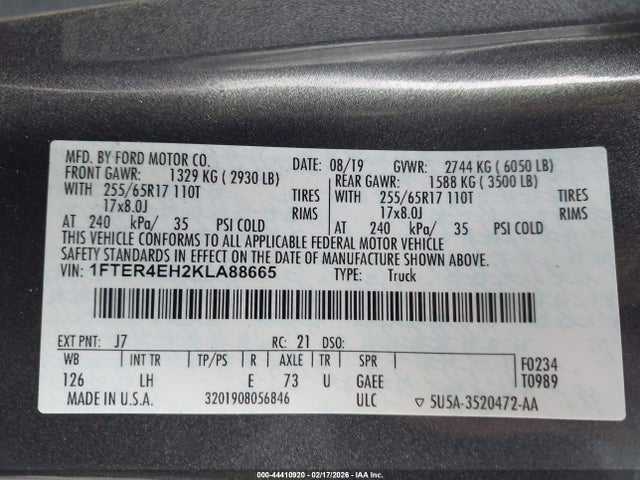 MFD. BY FORD MOTOR CO.
DATE: 08/19 GVWR: 2744 KG ( 6050 LB)
FRONT GAWR: 1329 KG ( 2930 LB)
REAR GAWR: 1588 KG ( 3500 LB)
WITH 255/65R17 110T TIRES
WITH 255/65R17 110T TIRES
17x8.0J RIMS
17x8.0J RIMS
AT 240 kPa/ 35 PSI COLD
AT 240 kPa/ 35 PSI COLD
THIS VEHICLE CONFORMS TO ALL APPLICABLE FEDERAL MOTOR VEHICLE
SAFETY STANDARDS IN EFFECT ON THE DATE OF MANUFACTURE SHOWN ABOVE.
VIN: 1FTER4EH2KLA88665 TYPE: Truck
EXT PNT: J7 RC: 21 DSO:
WB INT TR TP/PS R AXLE TR SPR
F0234
126 LH E 73 U GAEE
T0989
MADE IN U.S.A. 3201908056846 ULC 5U5A-3520472-AA
000-44410920 - 02/17/2026 - IAA Inc.